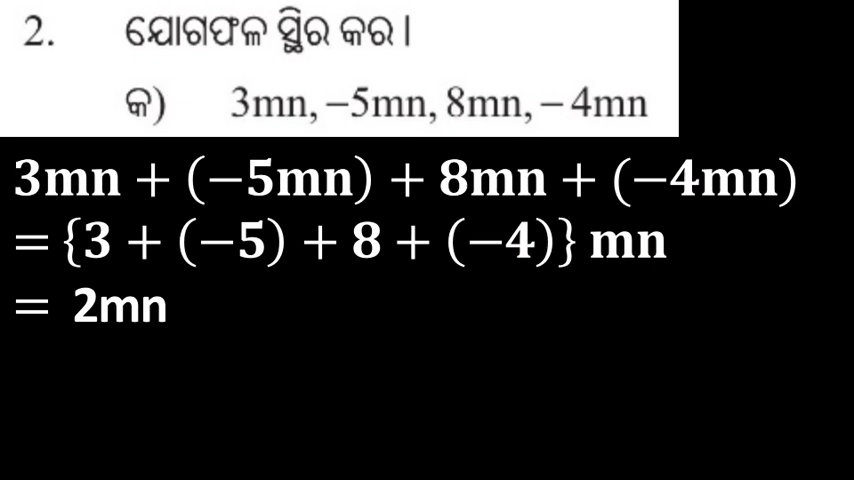 2. ଯୋଗଫଳ ସ୍ଥିର କର ।
କ) 3mn, −5mn, 8mn, − 4mn
3mn + (−5mn) + 8mn + (−4mn)
= {3 + (−5) + 8 + (−4)} mn
= 2mn